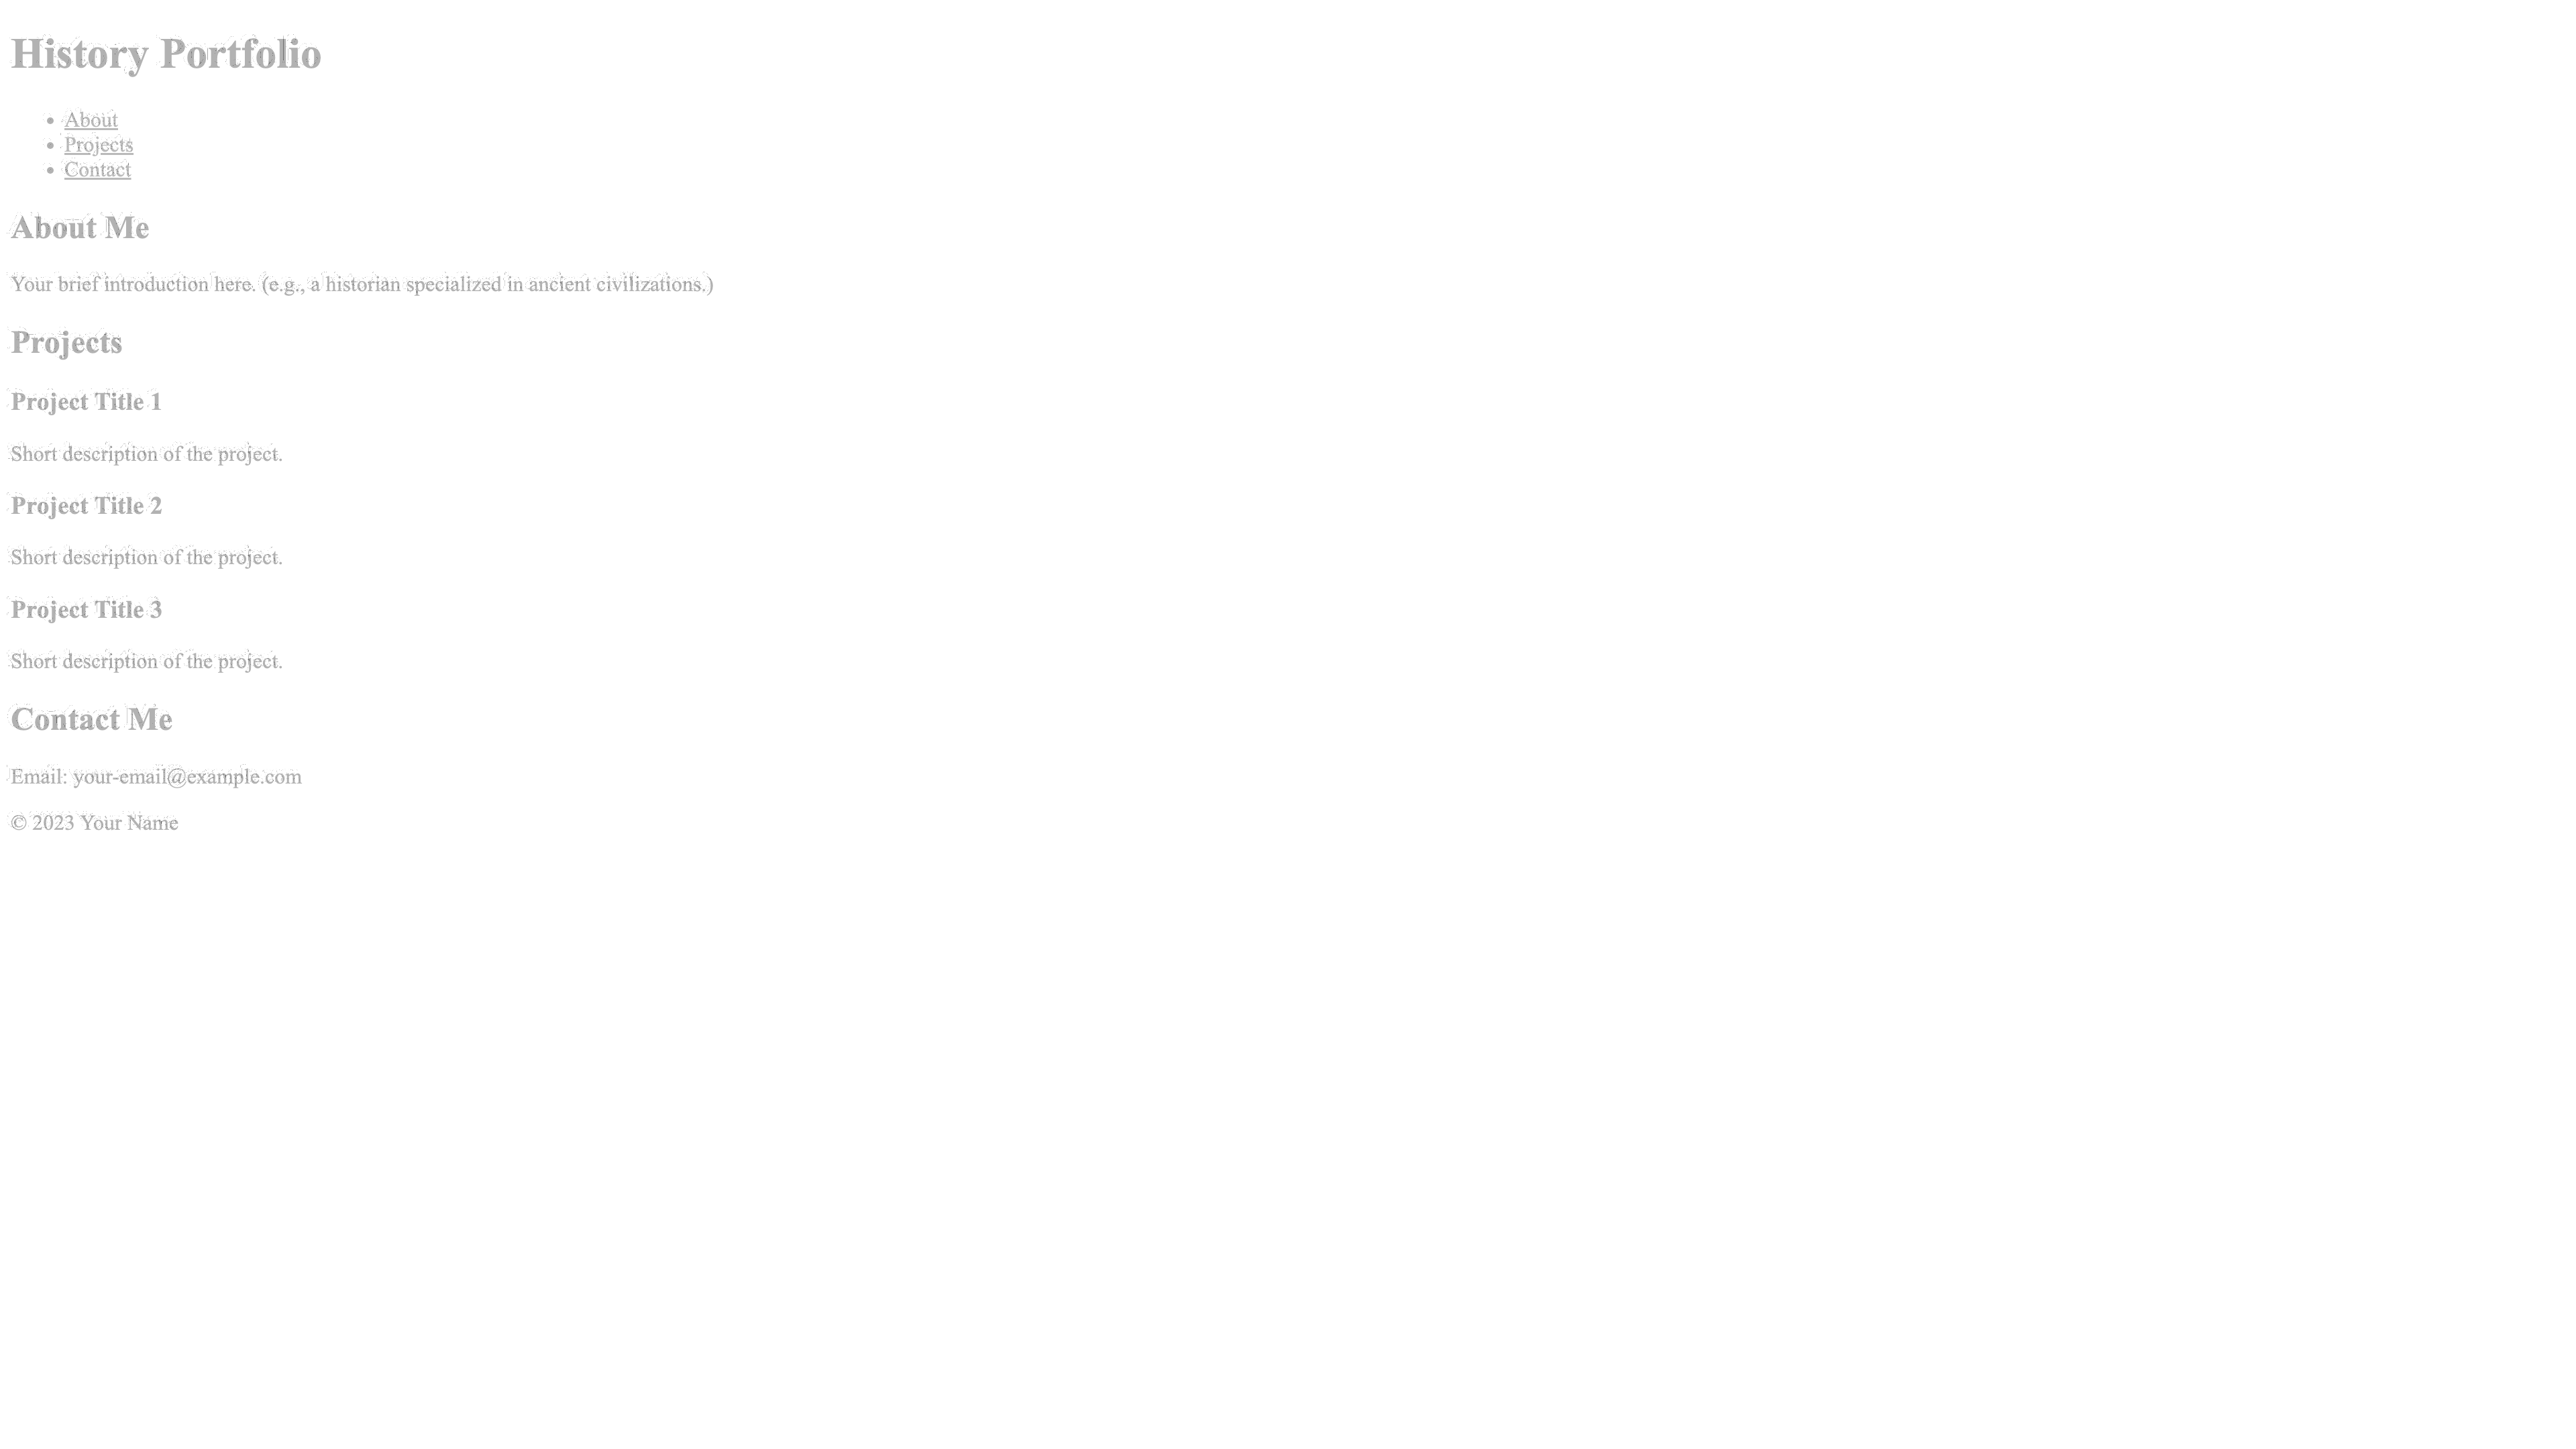 History Portfolio
About
Projects
Contact
About Me
Your brief introduction here. (e.g., a historian specialized in ancient civilizations.)
Projects
Project Title 1
Short description of the project.
Project Title 2
Short description of the project.
Project Title 3
Short description of the project.
Contact Me
Email: your-email@example.com
© 2023 Your Name